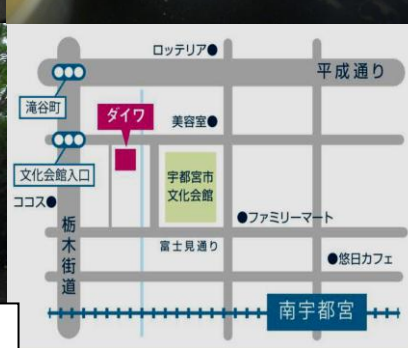 ロッテリア●
平成通り
滝谷町
ダイワ
美容室●
文化会館入口
宇都宮市
文化会館
ココス●
栃木街道
●ファミリーマート
富士見通り
●悠日カフェ
南宇都宮